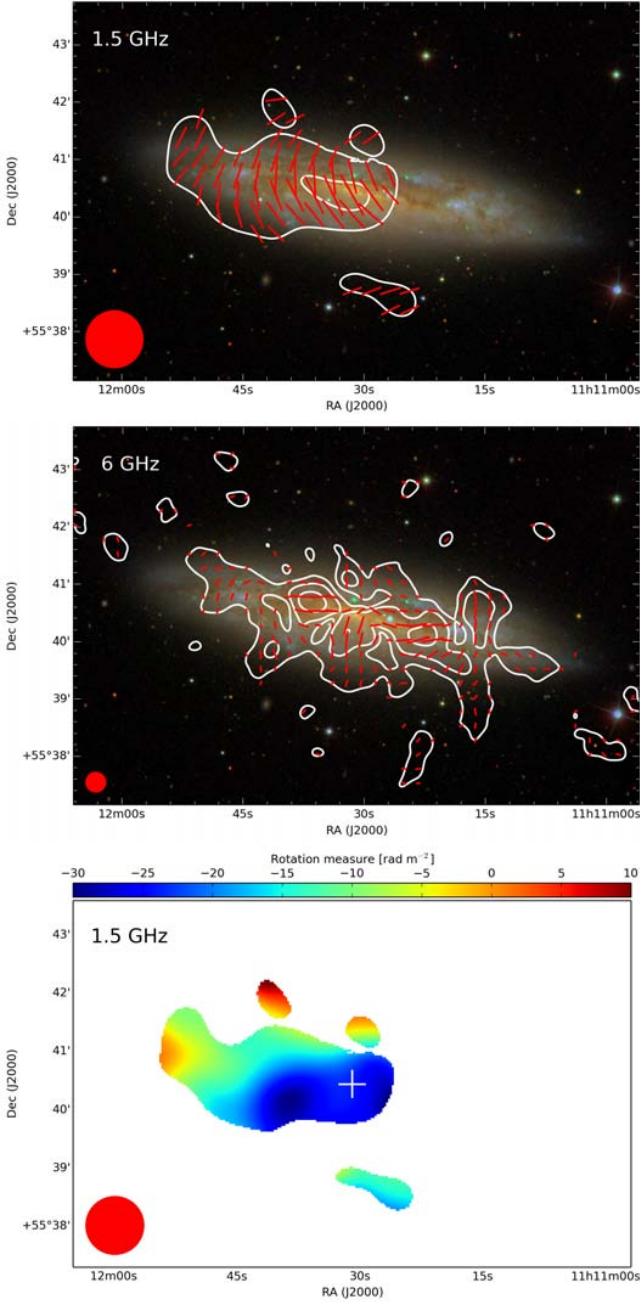 1.5 GHz
43'
42'
41'
40'
39'
+55°38'
Dec (J2000)
12m00s 45s 30s 15s 11h11m00s
RA (J2000)
6 GHz
43'
42'
41'
40'
39'
+55°38'
Dec (J2000)
12m00s 45s 30s 15s 11h11m00s
RA (J2000)
Rotation measure [rad m⁻²]
−30 −25 −20 −15 −10 −5 0 5 10
1.5 GHz
43'
42'
41'
40'
39'
+55°38'
Dec (J2000)
12m00s 45s 30s 15s 11h11m00s
RA (J2000)